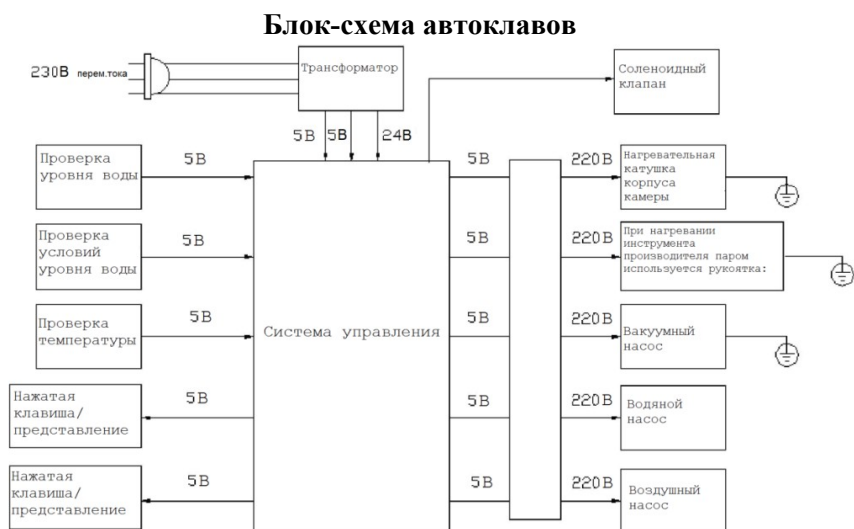 Блок-схема автоклавов
230В перем.тока
Трансформатор
Соленоидный
клапан
5В 5В 24В
Проверка
уровня воды
5В
5В
220В
Нагревательная
катушка
корпуса
камеры
Проверка
условий
уровня воды
5В
5В
220В
При нагревании
инструмента
производителя паром
используется рукоятка:
Проверка
температуры
5В
Система управления
5В
220В
Вакуумный
насос
Нажатая
клавиша/
представление
5В
5В
220В
Водяной
насос
Нажатая
клавиша/
представление
5В
5В
220В
Воздушный
насос